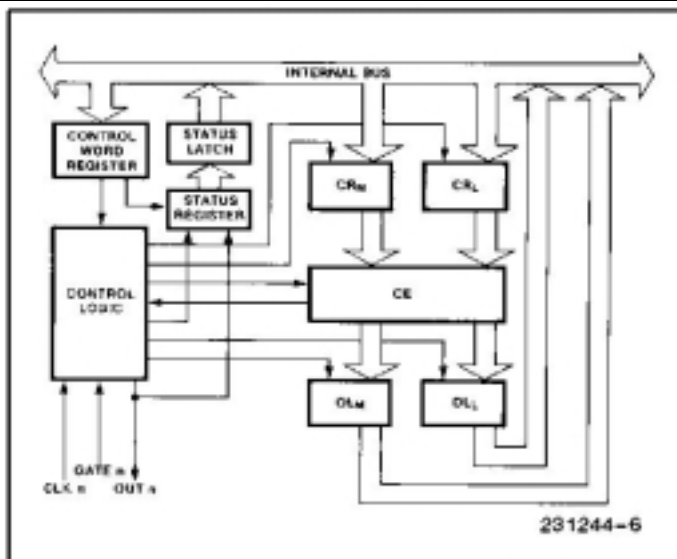 INTERNAL BUS
CONTROL
WORD
REGISTER
STATUS
LATCH
STATUS
REGISTER
CRM
CRL
CONTROL
LOGIC
CE
OLM
OLL
GATE n
CLK n
OUT n
231244-6